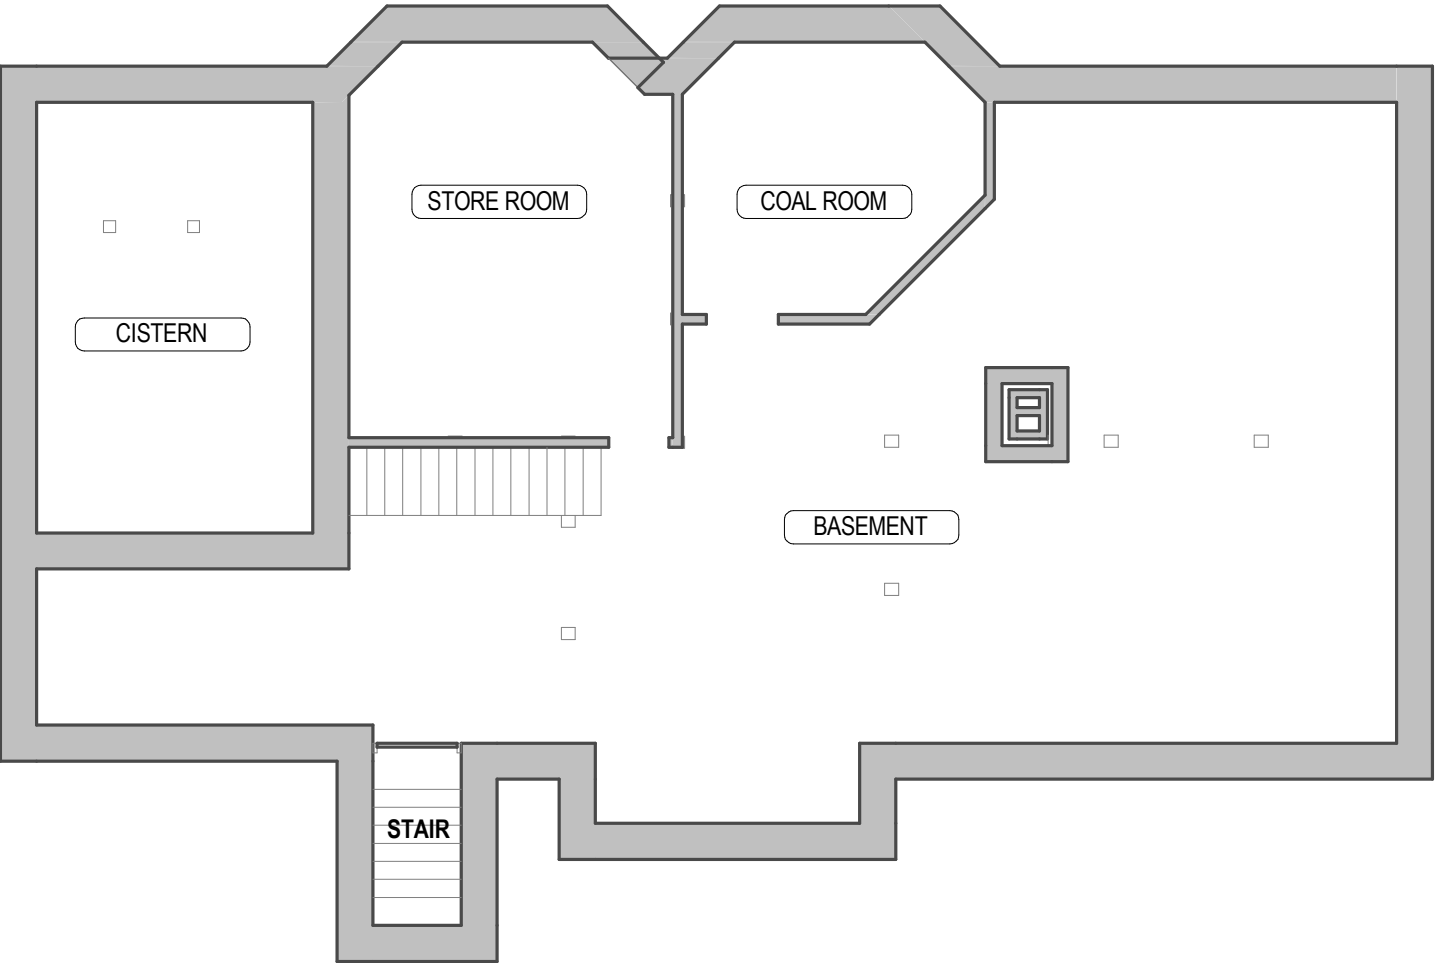 STORE ROOM
COAL ROOM
CISTERN
BASEMENT
STAIR